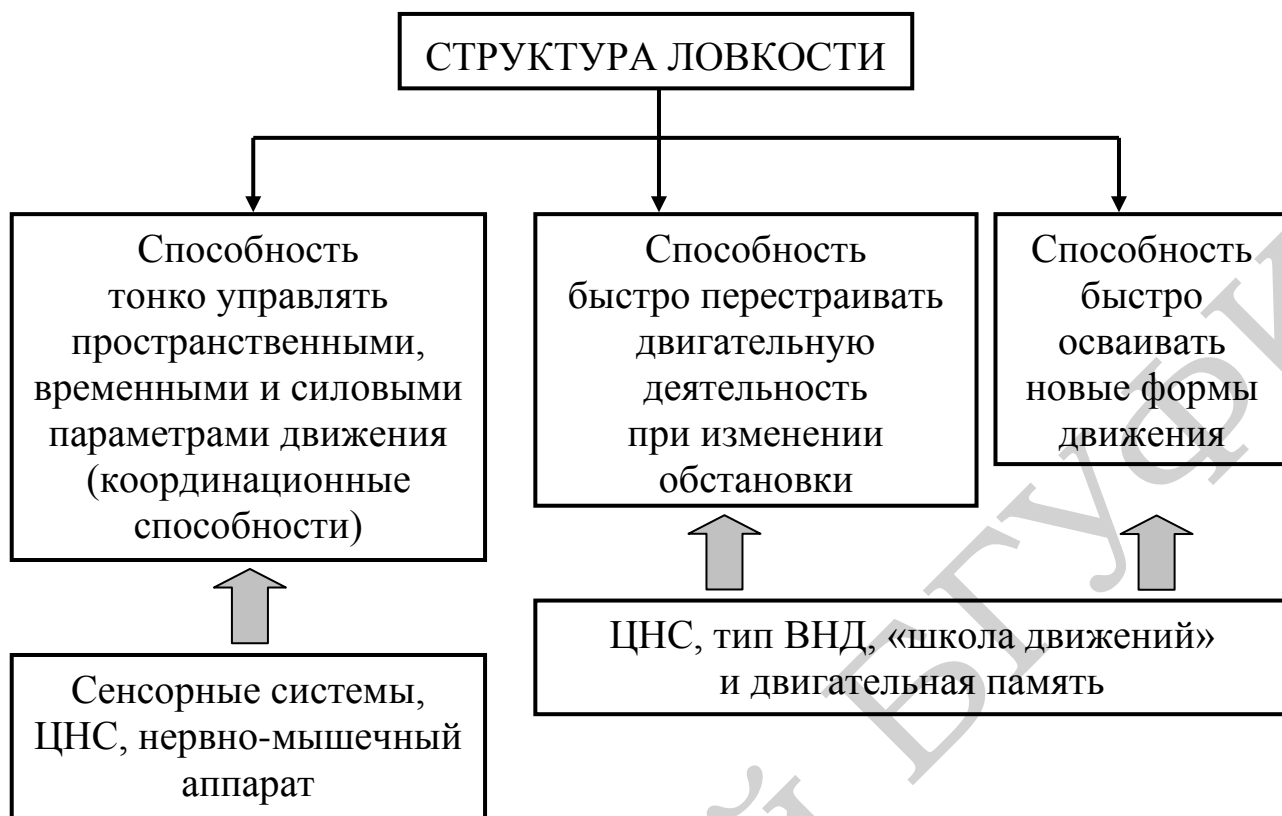 СТРУКТУРА ЛОВКОСТИ
Способность
тонко управлять
пространственными,
временными и силовыми
параметрами движения
(координационные
способности)
Способность
быстро перестраивать
двигательную
деятельность
при изменении
обстановки
Способность
быстро
осваивать
новые формы
движения
Сенсорные системы,
ЦНС, нервно-мышечный
аппарат
ЦНС, тип ВНД, «школа движений»
и двигательная память
й БГУФК